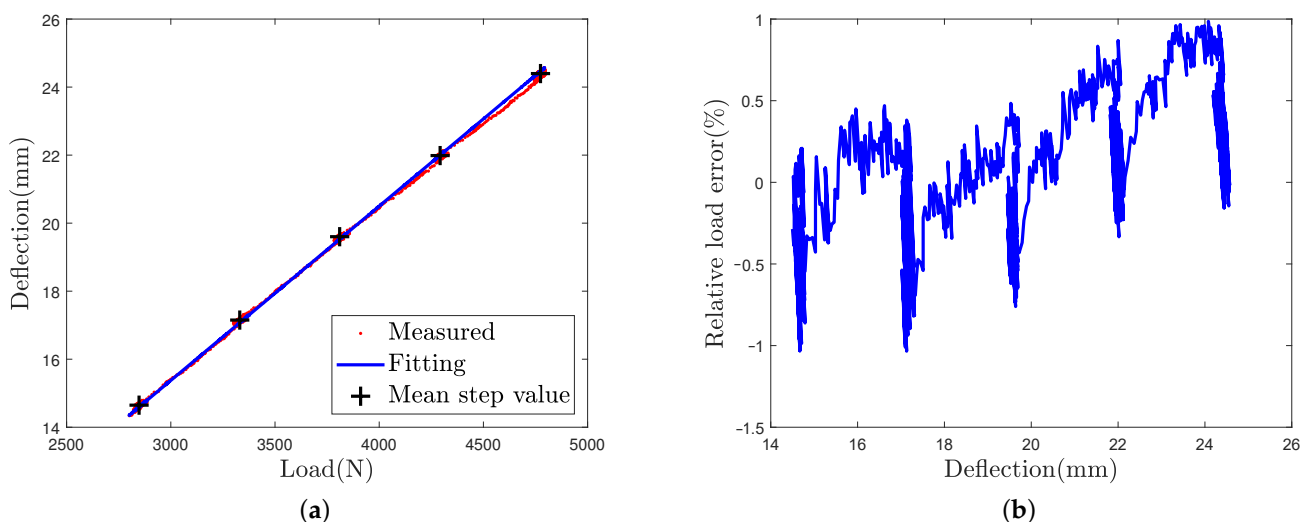 26
24
22
20
18
16
14
Deflection(mm)
2500 3000 3500 4000 4500 5000
Load(N)
Measured
Fitting
Mean step value
(a)
1
0.5
0
−0.5
−1
−1.5
Relative load error(%)
14 16 18 20 22 24 26
Deflection(mm)
(b)